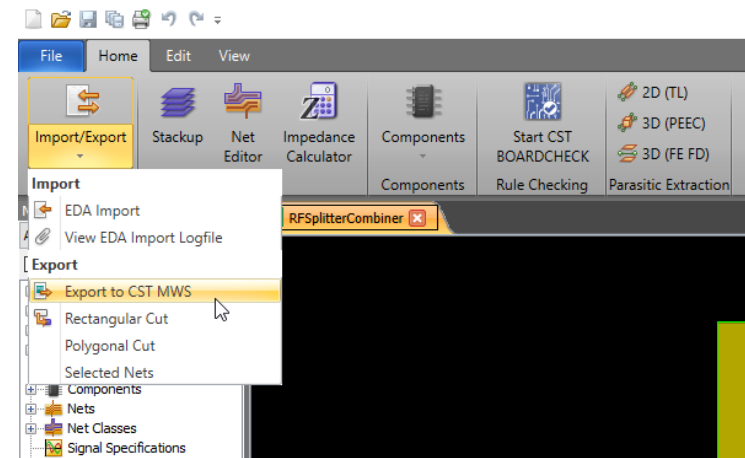 File Home Edit View
Import/Export
Stackup
Net
Editor
Z
Impedance
Calculator
Components
Components
Start CST
BOARDCHECK
Rule Checking
2D (TL)
3D (PEEC)
3D (FE FD)
Parasitic Extraction
Import
EDA Import
View EDA Import Logfile
Export
Export to CST MWS
Rectangular Cut
Polygonal Cut
Selected Nets
RFSplitterCombiner
Components
Nets
Net Classes
Signal Specifications